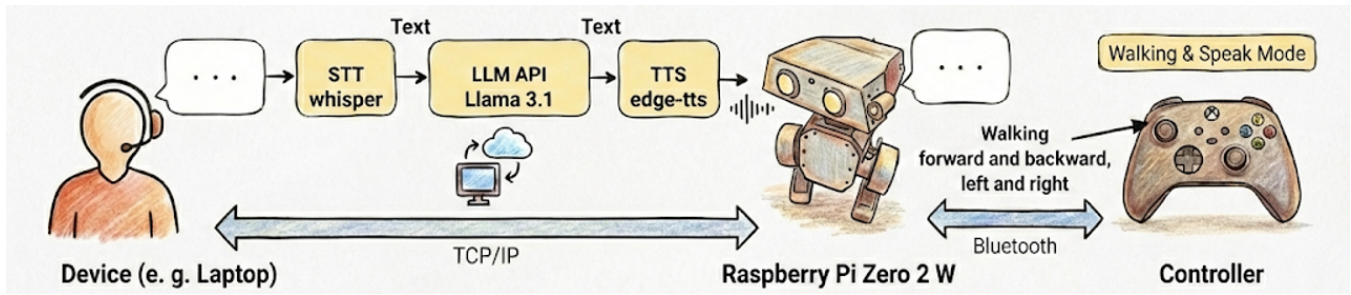 Text
Text
Walking & Speak Mode
...
STT
whisper
LLM API
Llama 3.1
TTS
edge-tts
...
Walking
forward and backward,
left and right
TCP/IP
Bluetooth
Device (e. g. Laptop)
Raspberry Pi Zero 2 W
Controller